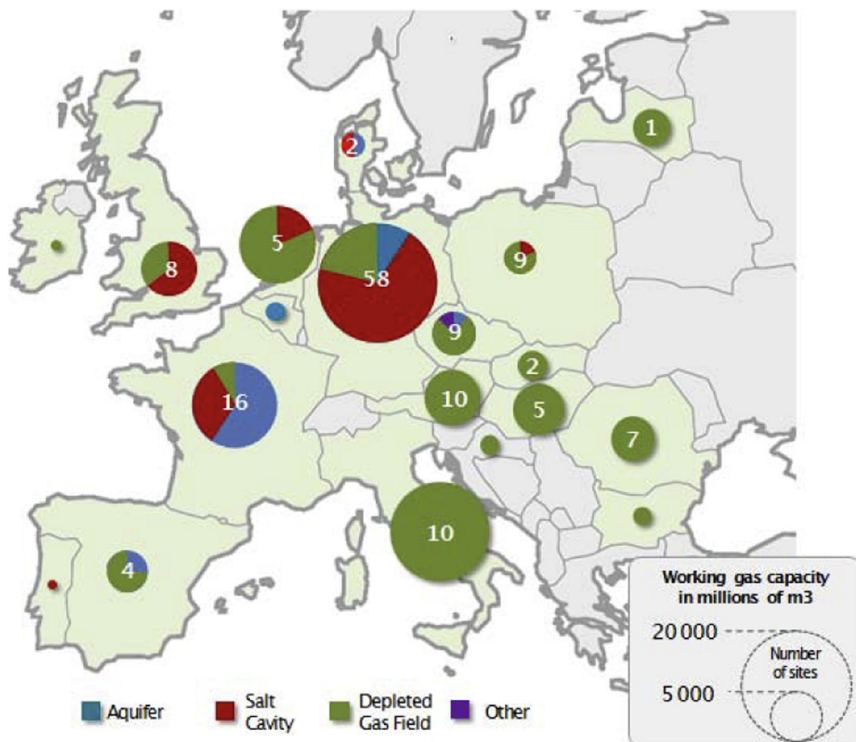 1
2
5
8
58
9
9
2
10
5
16
7
10
4
Working gas capacity
in millions of m3
20 000
Number
of sites
5 000
Aquifer
Salt
Cavity
Depleted
Gas Field
Other